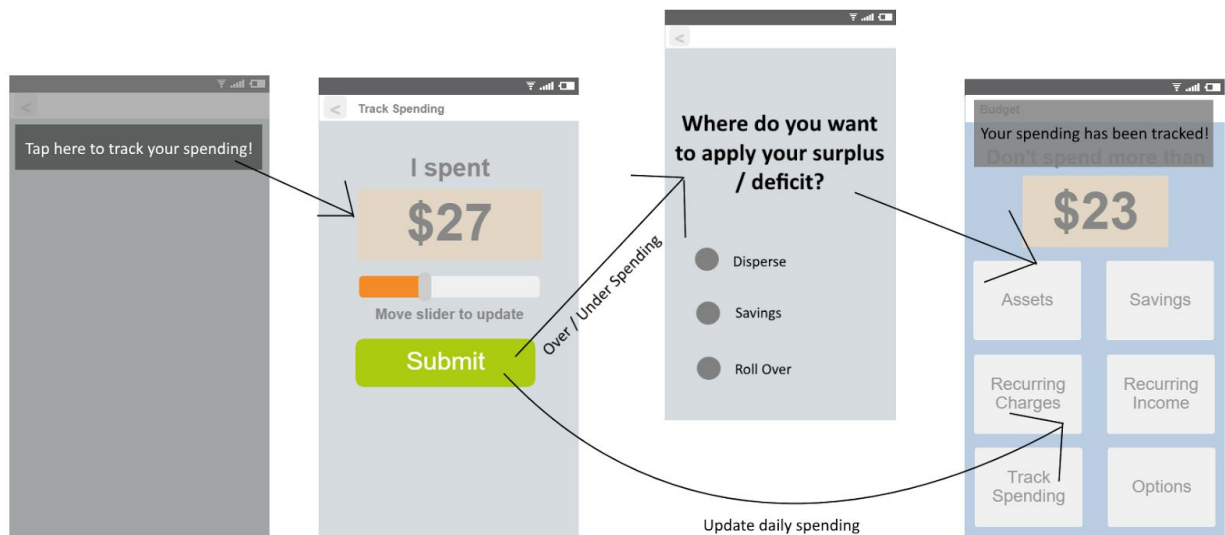 Tap here to track your spending!
<
Track Spending
I spent
$27
Move slider to update
Submit
Over / Under Spending
Update daily spending
<
Where do you want
to apply your surplus
/ deficit?
Disperse
Savings
Roll Over
Budget
Your spending has been tracked!
Don't spend more than
$23
Assets
Savings
Recurring
Charges
Recurring
Income
Track
Spending
Options